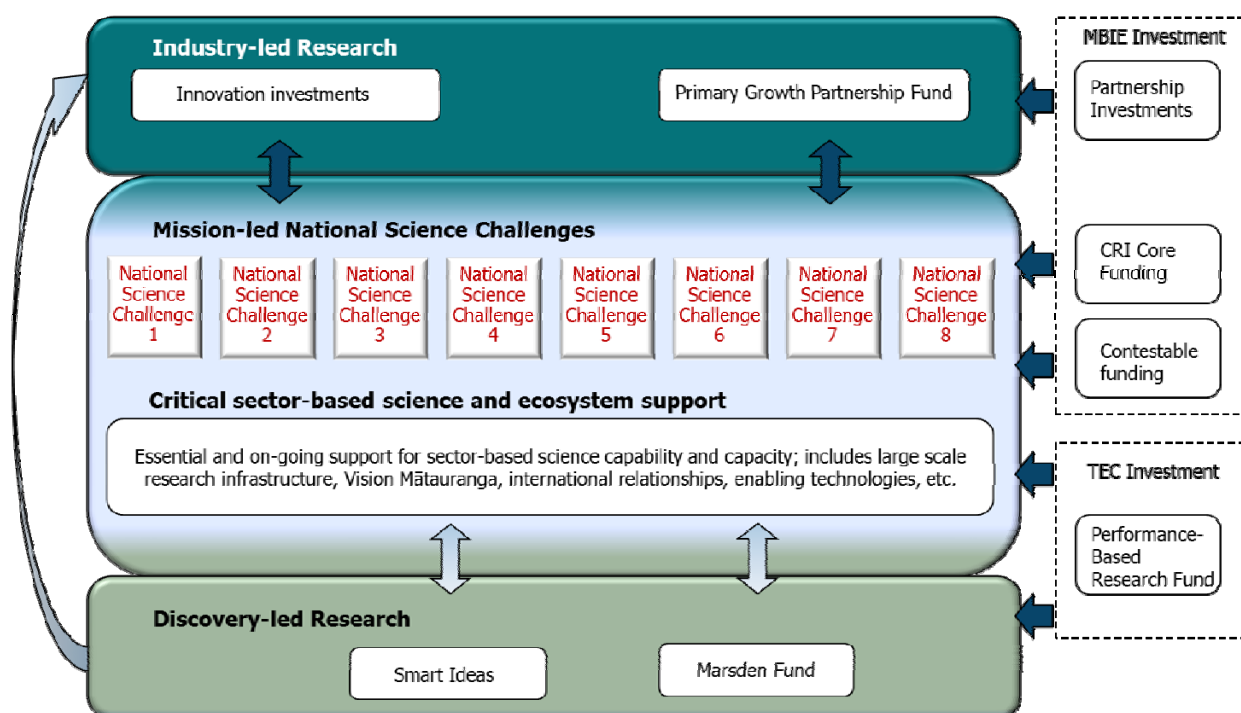 Industry-led Research
Innovation investments
Primary Growth Partnership Fund
MBIE Investment
Partnership
Investments
Mission-led National Science Challenges
National
Science
Challenge
1
National
Science
Challenge
2
National
Science
Challenge
3
National
Science
Challenge
4
National
Science
Challenge
5
National
Science
Challenge
6
National
Science
Challenge
7
National
Science
Challenge
8
CRI Core
Funding
Contestable
funding
Critical sector-based science and ecosystem support
Essential and on-going support for sector-based science capability and capacity; includes large scale
research infrastructure, Vision Mātauranga, international relationships, enabling technologies, etc.
TEC Investment
Performance-
Based
Research Fund
Discovery-led Research
Smart Ideas
Marsden Fund